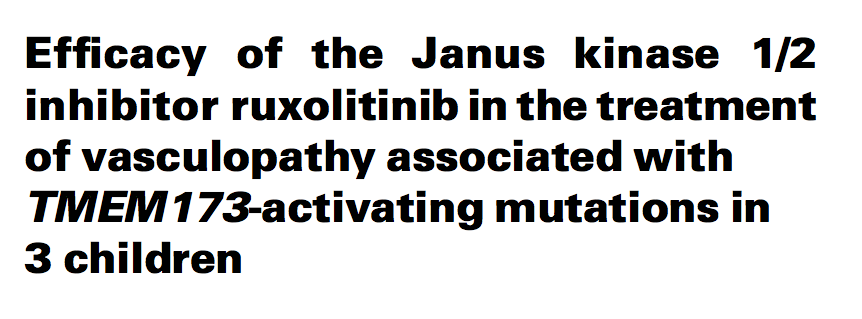 Efficacy of the Janus kinase 1/2
inhibitor ruxolitinib in the treatment
of vasculopathy associated with
TMEM173-activating mutations in
3 children